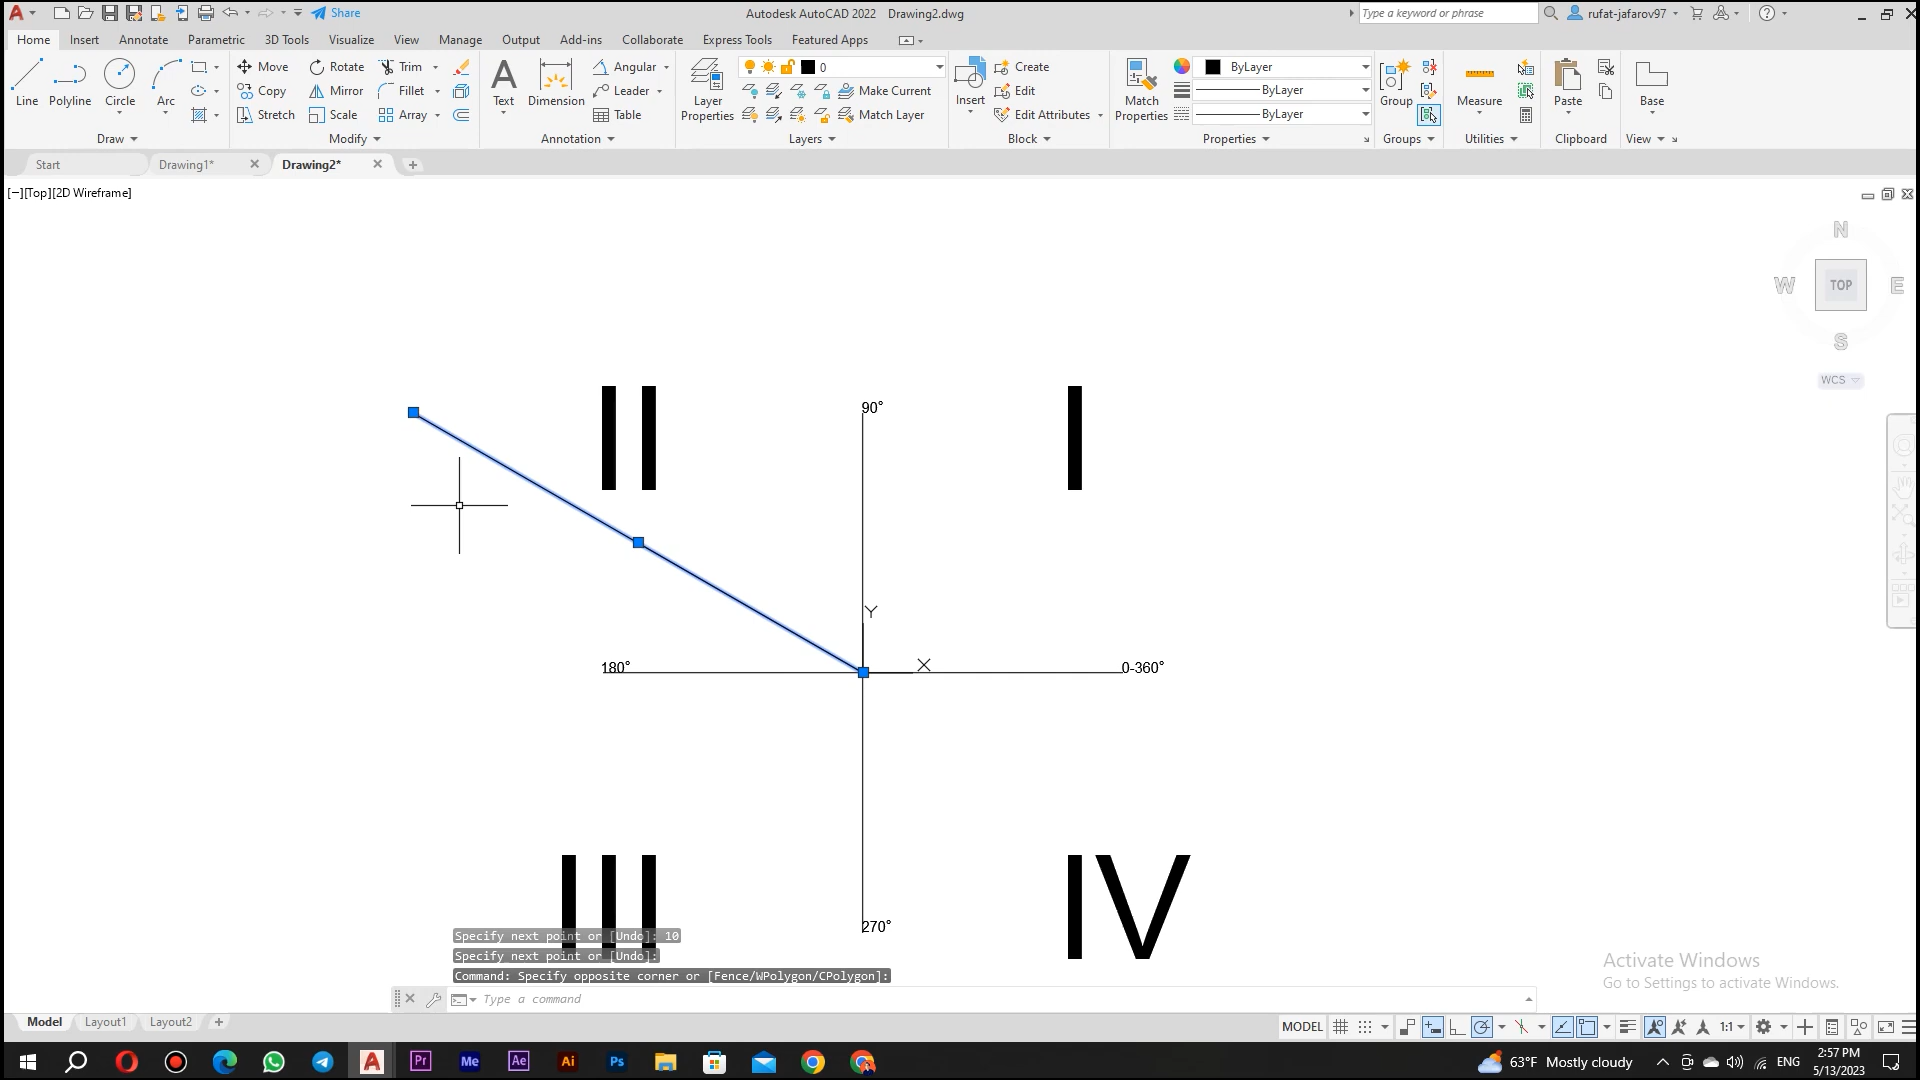 Share
Autodesk AutoCAD 2022 Drawing2.dwg
Type a keyword or phrase
rufat-jafarov97
Home Insert Annotate Parametric 3D Tools Visualize View Manage Output Add-ins Collaborate Express Tools Featured Apps
Line Polyline Circle Arc
Move Rotate Trim
Copy Mirror Fillet
Stretch Scale Array
Text Dimension
Angular
Leader
Table
Layer Properties
0
Make Current
Match Layer
Insert
Create
Edit
Edit Attributes
Match Properties
ByLayer
ByLayer
ByLayer
Group
Measure
Paste
Base
Draw Modify Annotation Layers Block Properties Groups Utilities Clipboard View
Start Drawing1* Drawing2*
[−][Top][2D Wireframe]
N
W TOP E
S
WCS
II I
90°
Y
180° X 0-360°
III IV
270°
Specify next point or [Undo]: 10
Specify next point or [Undo]:
Command: Specify opposite corner or [Fence/WPolygon/CPolygon]:
Type a command
Activate Windows
Go to Settings to activate Windows.
Model Layout1 Layout2
MODEL 1:1
Pr Me Ae Ai Ps
63°F Mostly cloudy
ENG
2:57 PM
5/13/2023